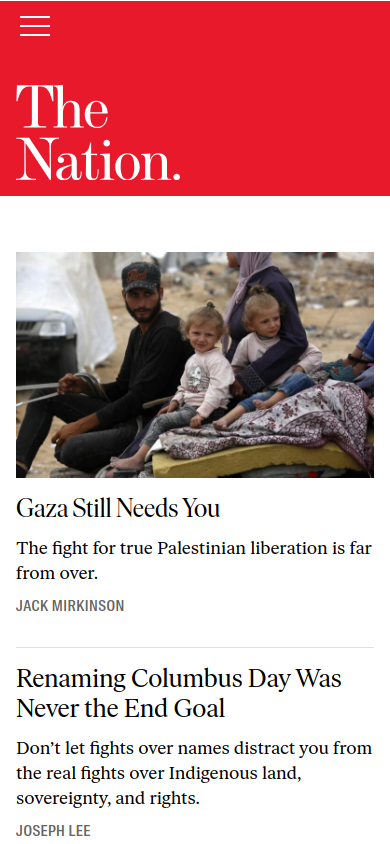 The
Nation.
Gaza Still Needs You
The fight for true Palestinian liberation is far
from over.
JACK MIRKINSON
Renaming Columbus Day Was
Never the End Goal
Don’t let fights over names distract you from
the real fights over Indigenous land,
sovereignty, and rights.
JOSEPH LEE